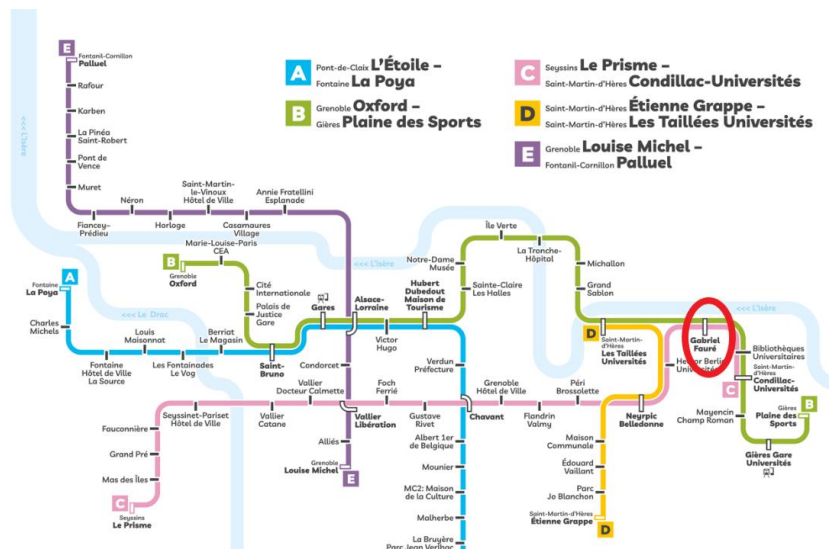 E
Fontanil-Cornillon
Palluel
Rafour
Karben
La Pinéa
Saint-Robert
Pont de
Vence
Muret
Fiancey-
Prédieu
Néron
Horloge
Saint-Martin-
le-Vinoux
Hôtel de Ville
Casamaures
Village
Annie Fratellini
Esplanade
A
Pont-de-Claix L'Étoile –
Fontaine La Poya
B
Grenoble Oxford –
Gières Plaine des Sports
C
Seyssins Le Prisme –
Saint-Martin-d'Hères Condillac-Universités
D
Saint-Martin-d'Hères Étienne Grappe –
Saint-Martin-d'Hères Les Taillées Universités
E
Grenoble Louise Michel –
Fontanil-Cornillon Palluel
<<< L'Isère
<<< L'Isère
<<< L'Isère
<<< Le Drac
Marie-Louise-Paris
CEA
B
Grenoble
Oxford
Cité
Internationale
Palais de
Justice
Gare
A
Fontaine
La Poya
Charles
Michels
Fontaine
Hôtel de Ville
La Source
Louis
Maisonnat
Les Fontainades
Le Vog
Berriat
Le Magasin
Saint-
Bruno
Gares
Alsace-
Lorraine
Victor
Hugo
Hubert
Dubedout
Maison de
Tourisme
Notre-Dame
Musée
Sainte-Claire
Les Halles
Île Verte
La Tronche-
Hôpital
Michallon
Grand
Sablon
D
Saint-Martin-
d'Hères
Les Taillées
Universités
Gabriel
Fauré
Bibliothèques
Universitaires
Saint-Martin-
d'Hères
Condillac-
Universités
C
Mayencin
Champ Roman
Gières Gare
Universités
B
Gières
Plaine des
Sports
Condorcet
Verdun
Préfecture
Vallier
Docteur Calmette
Foch
Ferrié
Grenoble
Hôtel de Ville
Péri
Brossolette
Seyssinet-Pariset
Hôtel de Ville
Vallier
Catane
Vallier
Libération
Gustave
Rivet
Chavant
Flandrin
Valmy
Neyrpic
Belledonne
Fauconnière
Grand Pré
Mas des Îles
C
Seyssins
Le Prisme
Alliés
Grenoble
Louise Michel
E
Albert 1er
de Belgique
Mounier
MC2: Maison
de la Culture
Malherbe
La Bruyère
Parc Jean Verlhac
Maison
Communale
Édouard
Vaillant
Parc
Jo Blanchon
Saint-Martin-d'Hères
Étienne Grappe
D